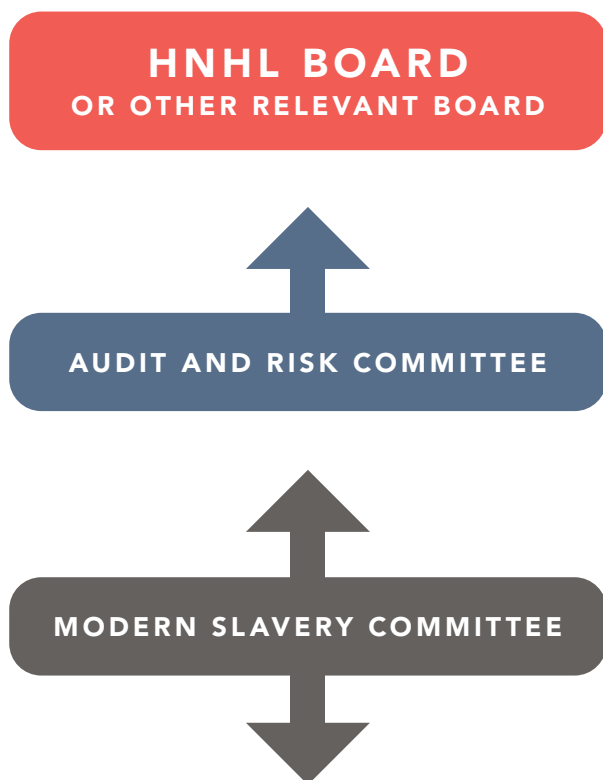 HNHL BOARD
OR OTHER RELEVANT BOARD
AUDIT AND RISK COMMITTEE
MODERN SLAVERY COMMITTEE